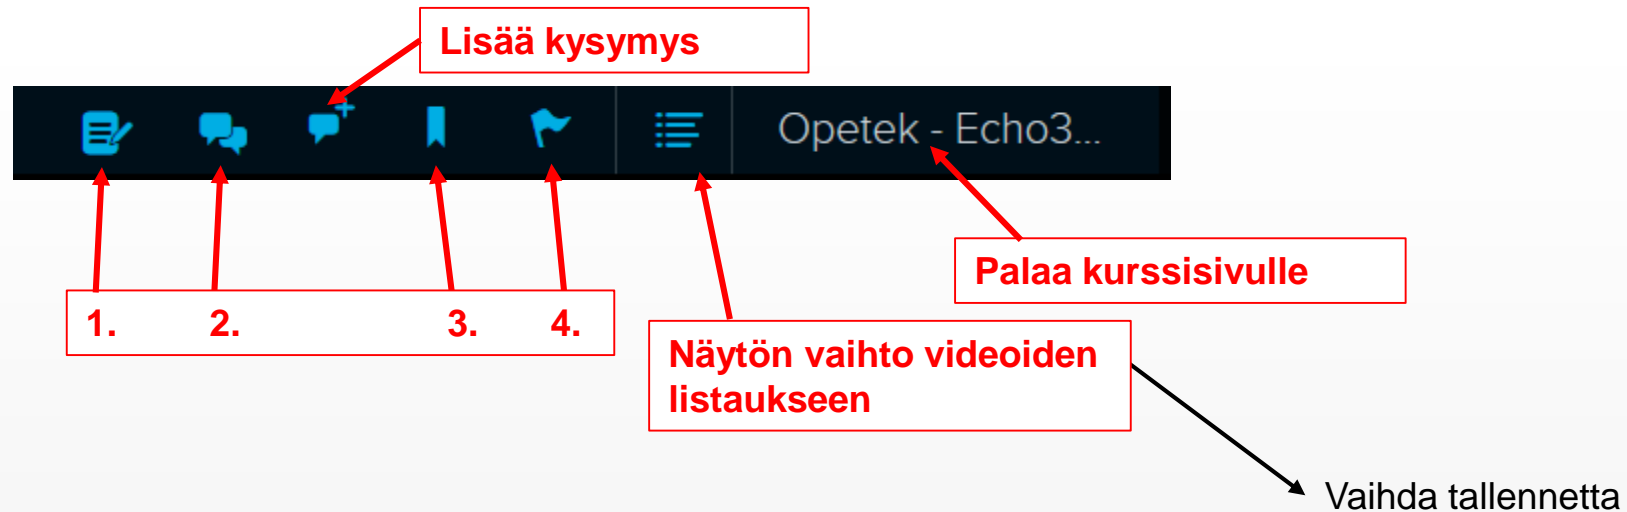 Lisää kysymys
Opetek - Echo3...
Palaa kurssisivulle
1. 2. 3. 4.
Näytön vaihto videoiden
listaukseen
Vaihda tallennetta